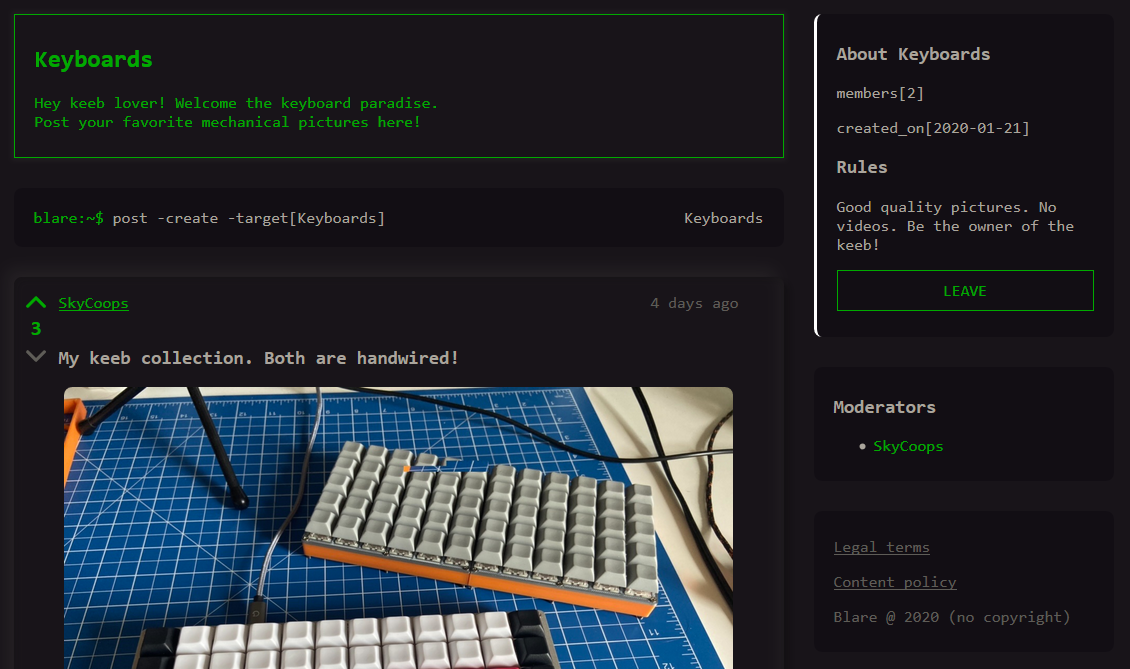 Keyboards
Hey keeb lover! Welcome the keyboard paradise.
Post your favorite mechanical pictures here!
blare:~$ post -create -target[Keyboards]
Keyboards
SkyCoops
4 days ago
3
My keeb collection. Both are handwired!
About Keyboards
members[2]
created_on[2020-01-21]
Rules
Good quality pictures. No
videos. Be the owner of the
keeb!
LEAVE
Moderators
SkyCoops
Legal terms
Content policy
Blare @ 2020 (no copyright)